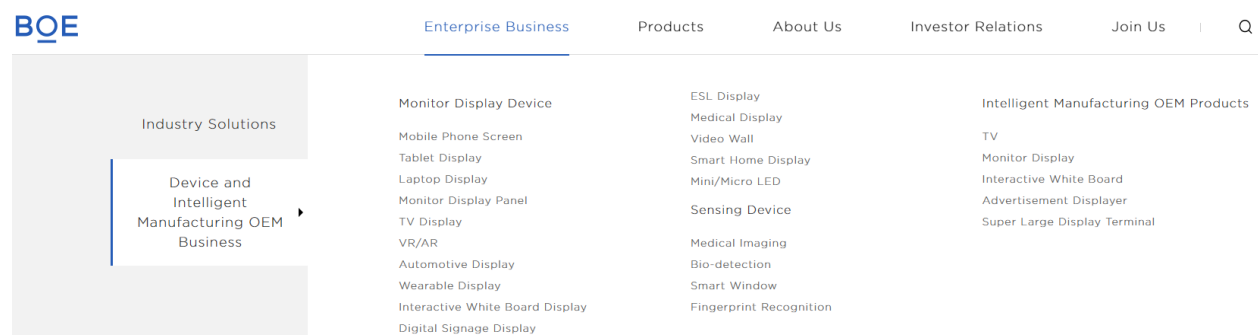 BOE
Enterprise Business
Products
About Us
Investor Relations
Join Us
Industry Solutions
Device and
Intelligent
Manufacturing OEM
Business
Monitor Display Device
Mobile Phone Screen
Tablet Display
Laptop Display
Monitor Display Panel
TV Display
VR/AR
Automotive Display
Wearable Display
Interactive White Board Display
Digital Signage Display
ESL Display
Medical Display
Video Wall
Smart Home Display
Mini/Micro LED
Sensing Device
Medical Imaging
Bio-detection
Smart Window
Fingerprint Recognition
Intelligent Manufacturing OEM Products
TV
Monitor Display
Interactive White Board
Advertisement Displayer
Super Large Display Terminal